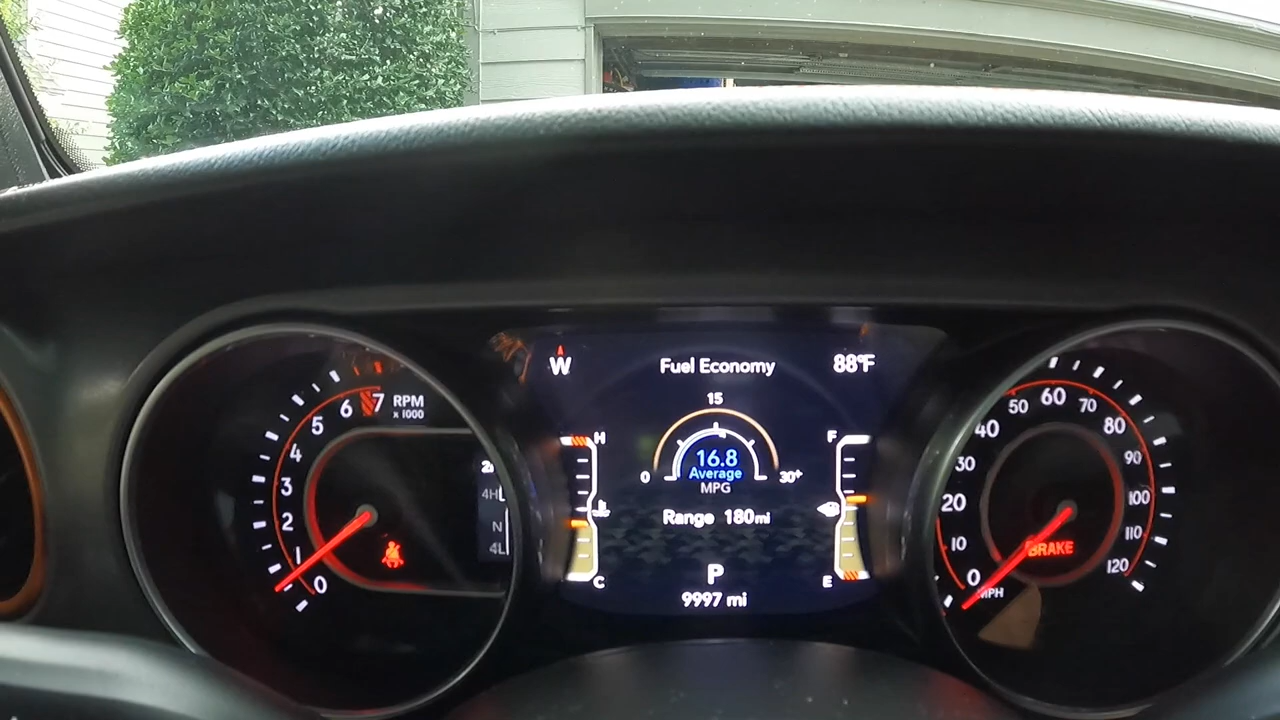 W
Fuel Economy
88°F
15
0
30+
16.8
Average
MPG
Range 180mi
P
9997 mi
H
C
F
E
0
1
2
3
4
5
6
7
RPM
x 1000
4H
N
4L
0
10
20
30
40
50
60
70
80
90
100
110
120
MPH
BRAKE